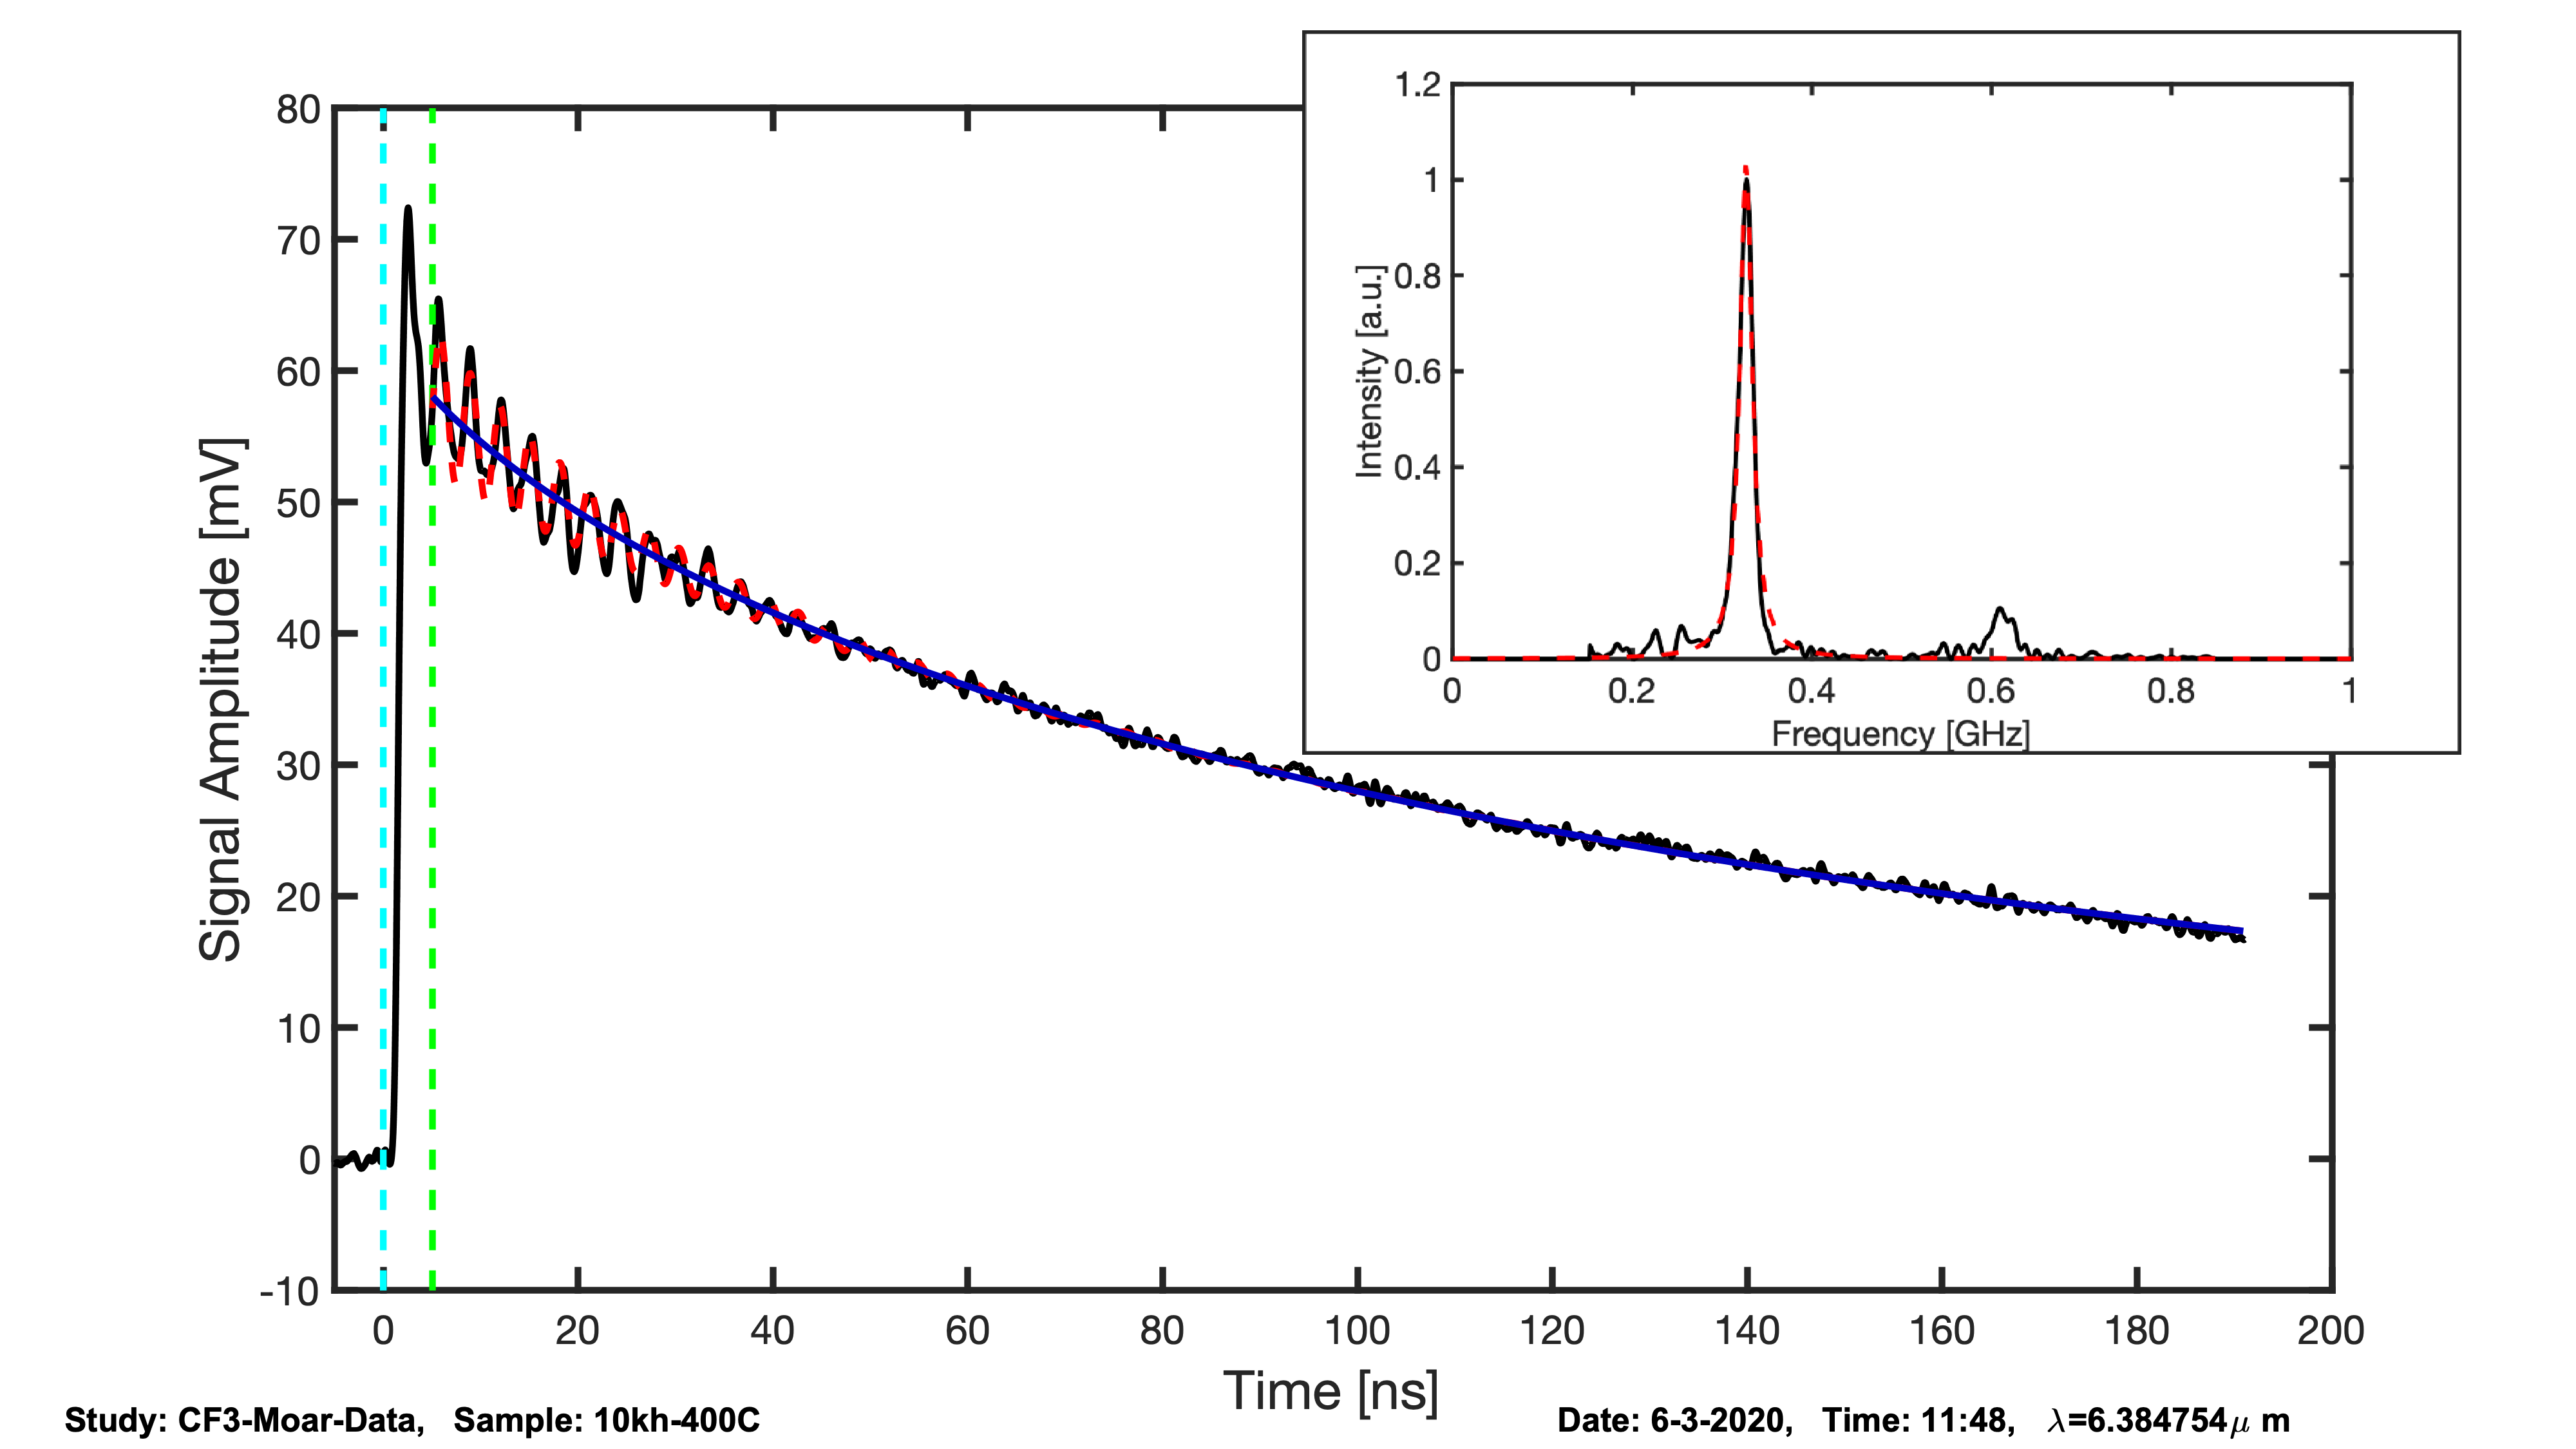 1.2
1
0.8
0.6
0.4
0.2
0
0 0.2 0.4 0.6 0.8 1
Intensity [a.u.]
Frequency [GHz]
80
70
60
50
40
30
20
10
0
-10
0 20 40 60 80 100 120 140 160 180 200
Signal Amplitude [mV]
Time [ns]
Study: CF3-Moar-Data, Sample: 10kh-400C
Date: 6-3-2020, Time: 11:48, λ=6.384754μ m